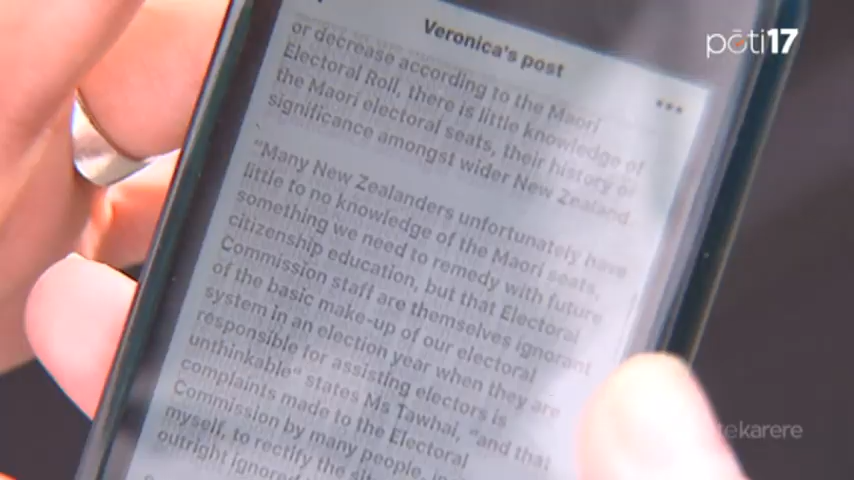 Veronica's post
pōti17
or decrease according to the Maori
Electoral Roll, there is little knowledge of
the Maori electoral seats, their history or
significance amongst wider New Zealand.
"Many New Zealanders unfortunately have
little to no knowledge of the Maori seats,
something we need to remedy with future
citizenship education, but that Electoral
Commission staff are themselves ignorant
of the basic make-up of our electoral
system in an election year when they are
responsible for assisting electors is
unthinkable" states Ms Tawhai, "and that
complaints made to the Electoral
Commission by many people,
myself, to rectify the
outright ignored
tekarere